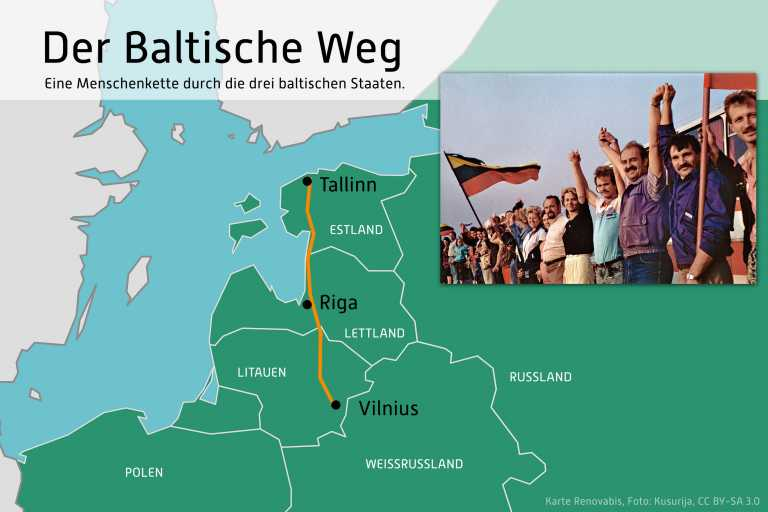 Der Baltische Weg
Eine Menschenkette durch die drei baltischen Staaten.
Tallinn
ESTLAND
Riga
LETTLAND
LITAUEN
RUSSLAND
Vilnius
WEISSRUSSLAND
POLEN
Karte Renovabis, Foto: Kusurija, CC BY-SA 3.0